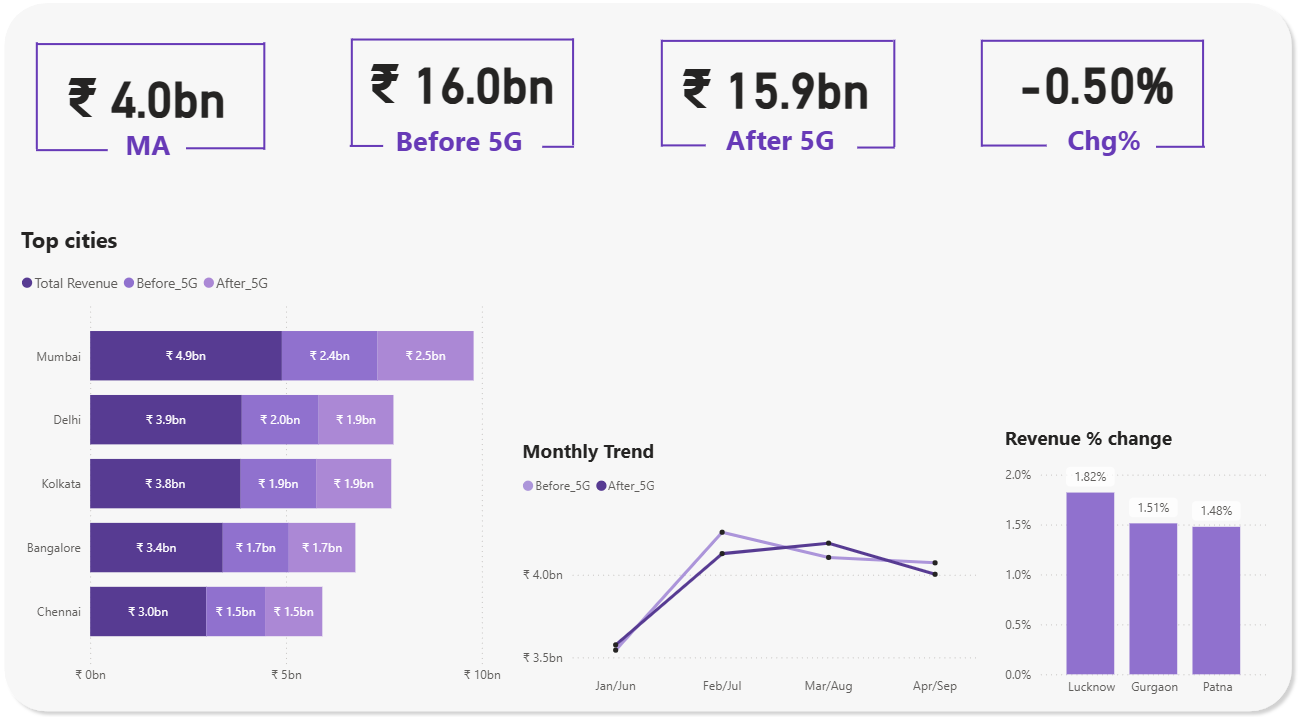 ₹ 4.0bn
MA
₹ 16.0bn
Before 5G
₹ 15.9bn
After 5G
-0.50%
Chg%
Top cities
Total Revenue Before_5G After_5G
Mumbai ₹ 4.9bn ₹ 2.4bn ₹ 2.5bn
Delhi ₹ 3.9bn ₹ 2.0bn ₹ 1.9bn
Kolkata ₹ 3.8bn ₹ 1.9bn ₹ 1.9bn
Bangalore ₹ 3.4bn ₹ 1.7bn ₹ 1.7bn
Chennai ₹ 3.0bn ₹ 1.5bn ₹ 1.5bn
₹ 0bn ₹ 5bn ₹ 10bn
Monthly Trend
Before_5G After_5G
₹ 4.0bn
₹ 3.5bn
Jan/Jun Feb/Jul Mar/Aug Apr/Sep
Revenue % change
2.0%
1.5%
1.0%
0.5%
0.0%
1.82% 1.51% 1.48%
Lucknow Gurgaon Patna